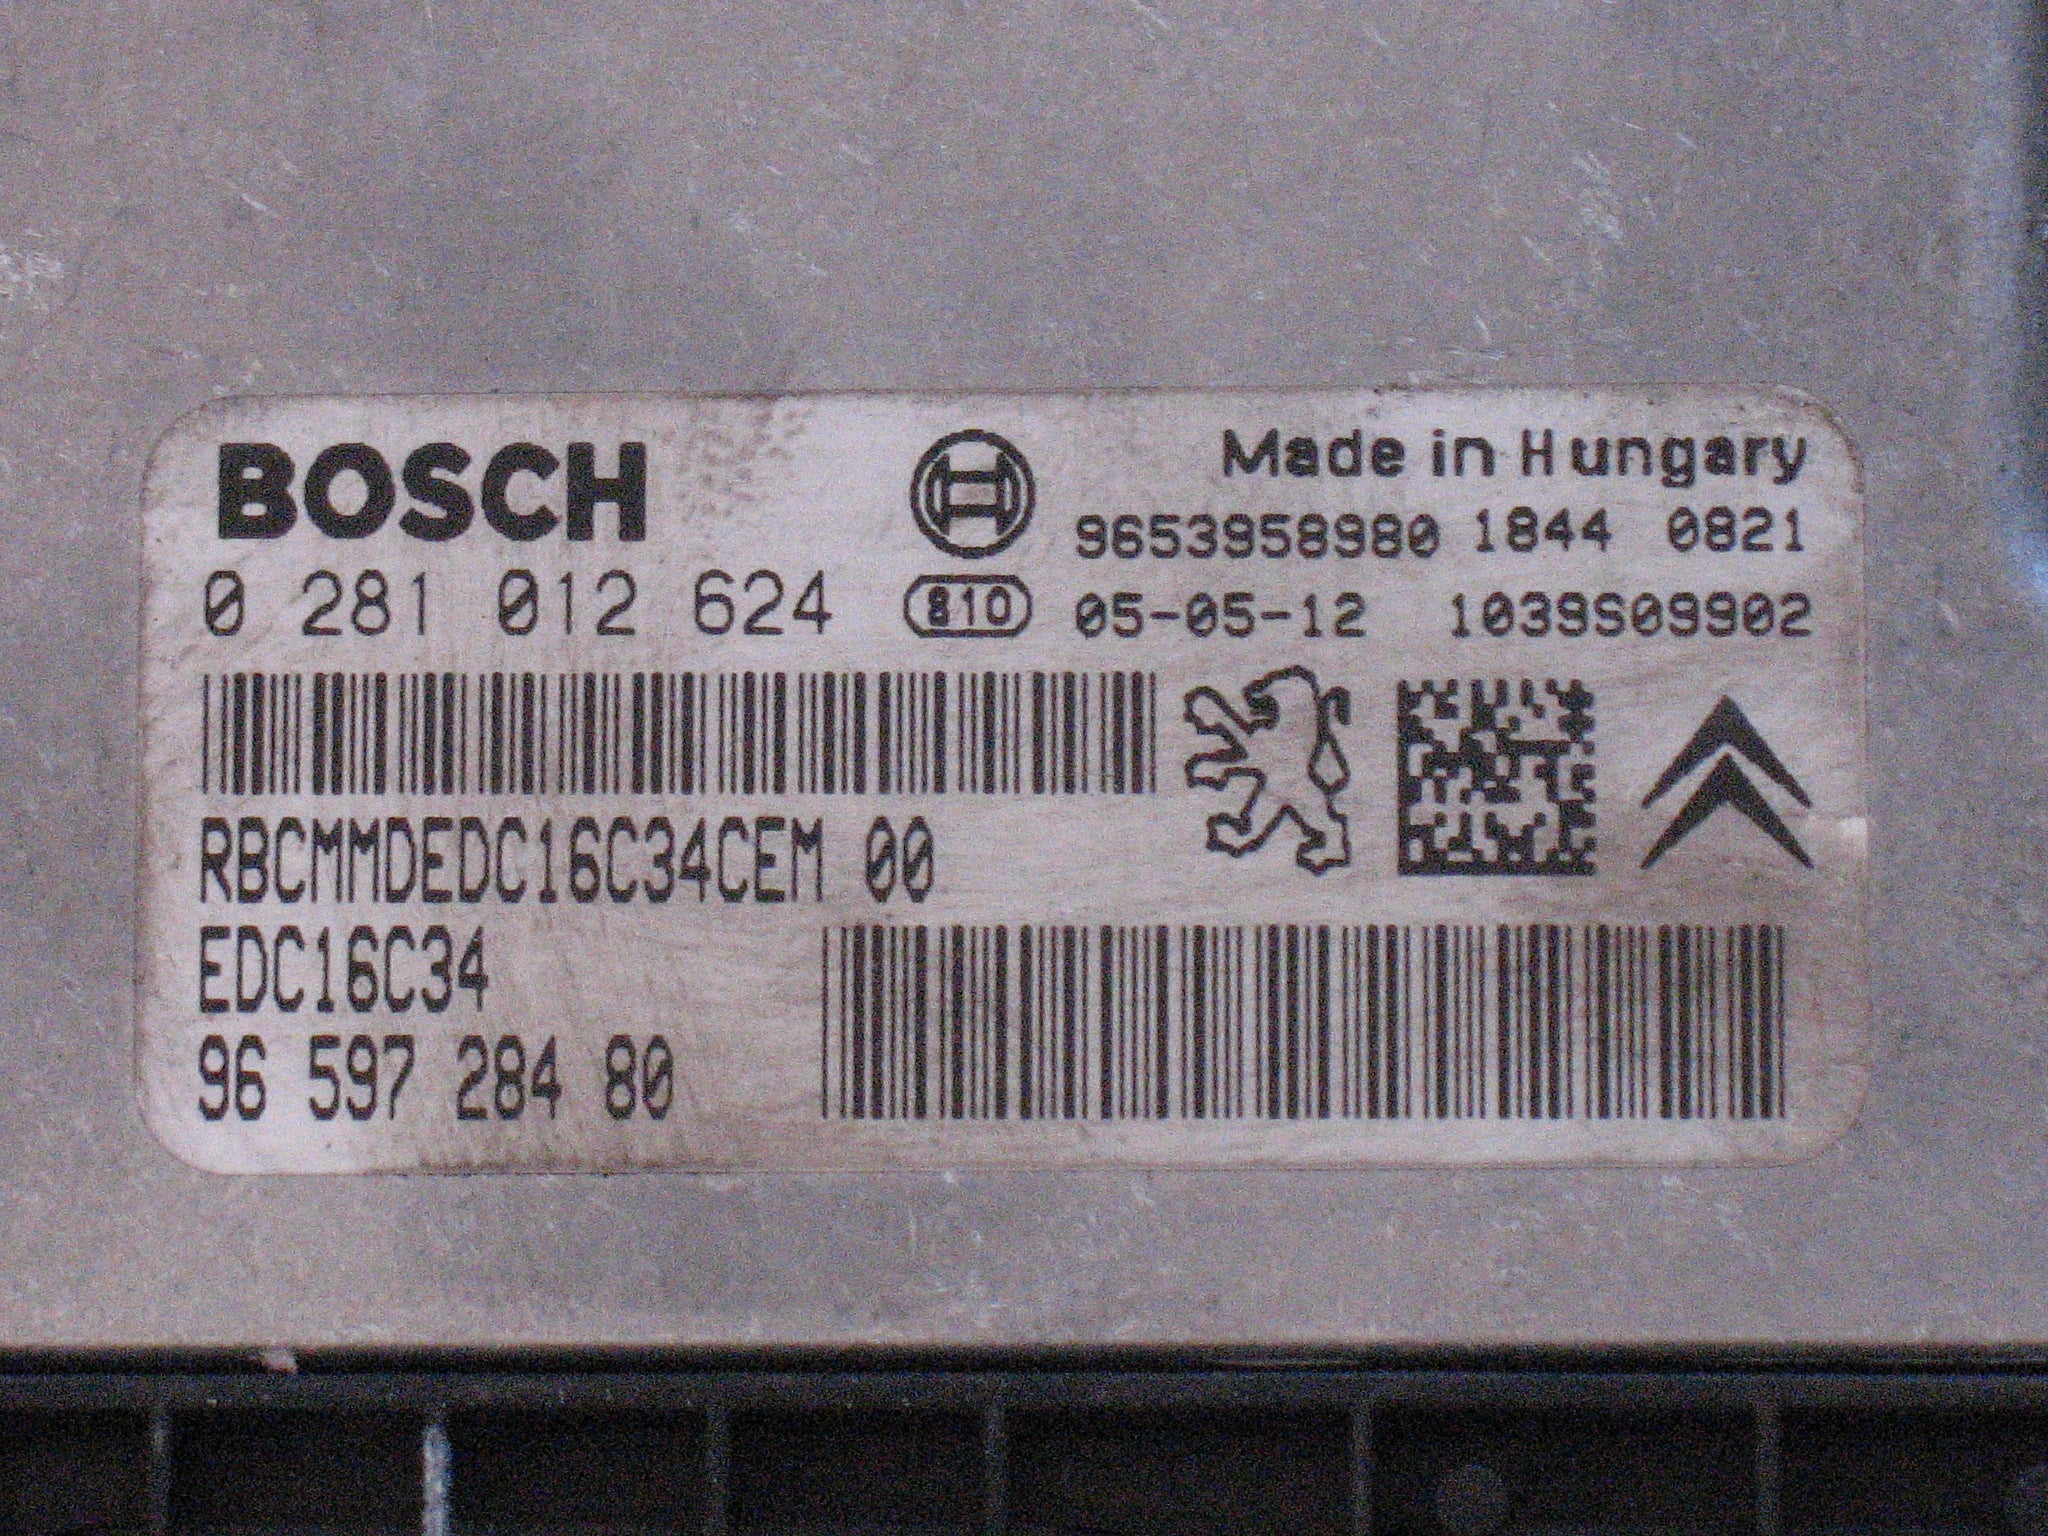 BOSCH
Made in Hungary
9653958980 1844 0821
0 281 012 624 810 05-05-12 1039S09902
RBCMMDEDC16C34CEM 00
EDC16C34
96 597 284 80